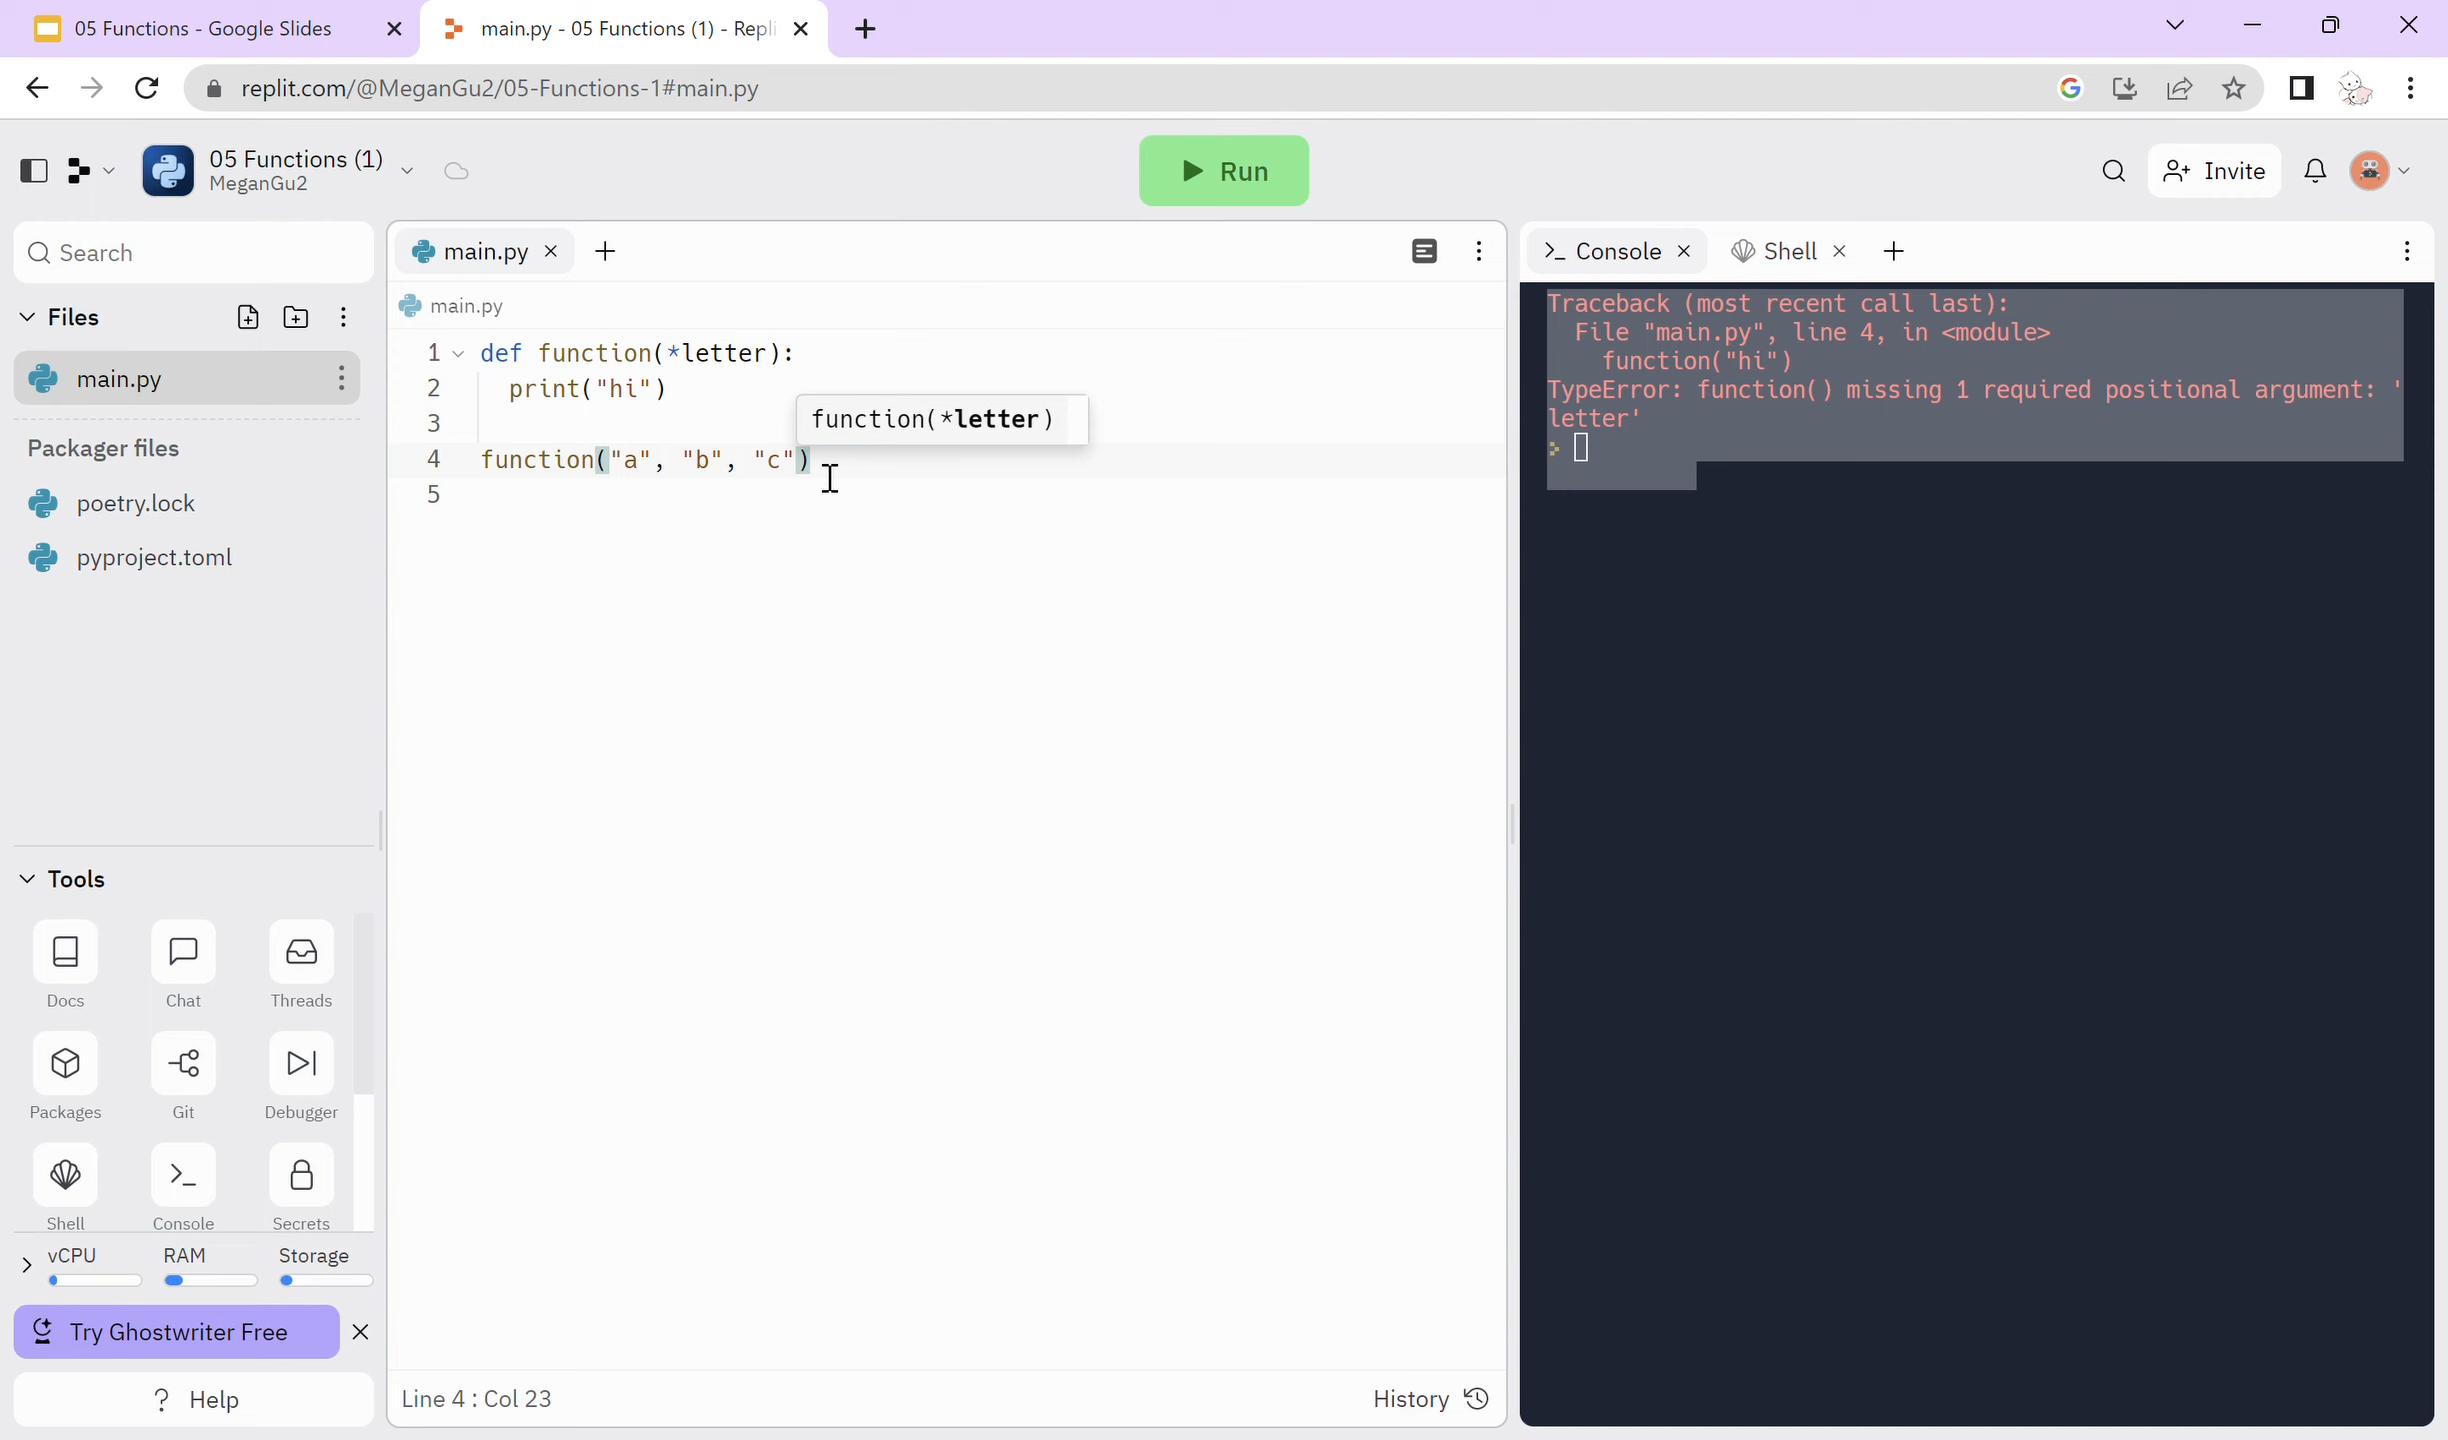 05 Functions - Google Slides
main.py - 05 Functions (1) - Repli
replit.com/@MeganGu2/05-Functions-1#main.py
05 Functions (1)
MeganGu2
Run
Invite
Search
Files
main.py
Packager files
poetry.lock
pyproject.toml
Tools
Docs
Chat
Threads
Packages
Git
Debugger
Shell
Console
Secrets
vCPU
RAM
Storage
Try Ghostwriter Free
? Help
main.py
main.py
1 def function(*letter):
2 print("hi")
3
function(*letter)
4 function("a", "b", "c")
5
Line 4 : Col 23
History
Console
Shell
Traceback (most recent call last):
File "main.py", line 4, in <module>
function("hi")
TypeError: function() missing 1 required positional argument: '
letter'